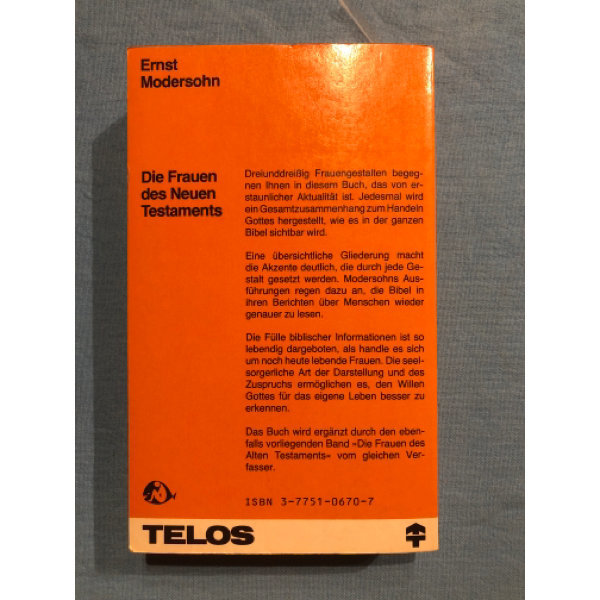 Ernst
Modersohn
Die Frauen
des Neuen
Testaments
Dreiunddreißig Frauengestalten begeg-
nen Ihnen in diesem Buch, das von er-
staunlicher Aktualität ist. Jedesmal wird
ein Gesamtzusammenhang zum Handeln
Gottes hergestellt, wie es in der ganzen
Bibel sichtbar wird.
Eine übersichtliche Gliederung macht
die Akzente deutlich, die durch jede Ge-
stalt gesetzt werden. Modersohns Aus-
führungen regen dazu an, die Bibel in
ihren Berichten über Menschen wieder
genauer zu lesen.
Die Fülle biblischer Informationen ist so
lebendig dargeboten, als handle es sich
um noch heute lebende Frauen. Die seel-
sorgerliche Art der Darstellung und des
Zuspruchs ermöglichen es, den Willen
Gottes für das eigene Leben besser zu
erkennen.
Das Buch wird ergänzt durch den eben-
falls vorliegenden Band »Die Frauen des
Alten Testaments« vom gleichen Ver-
fasser.
ISBN 3-7751-0670-7
TELOS